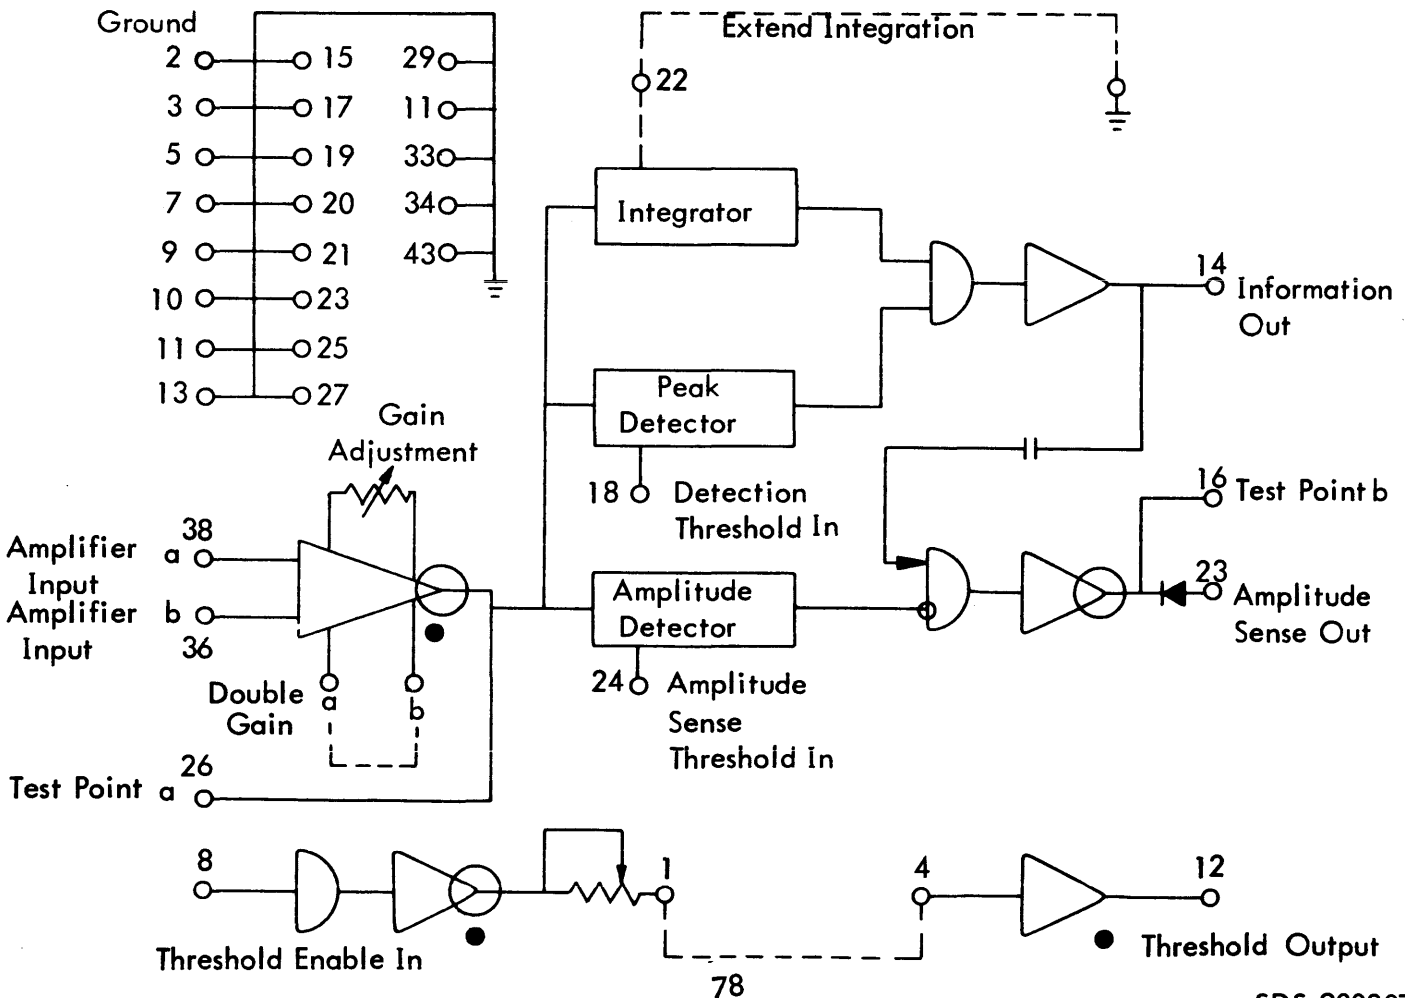 Ground
2 15 29
3 17 11
5 19 33
7 20 34
9 21 43
10 23
11 25
13 27
Extend Integration
22
Integrator
14
Information
Out
Peak
Detector
18 Detection
Threshold In
Gain
Adjustment
16 Test Point b
38
Amplifier a
Input
Amplifier b
Input
36
Amplitude
Detector
23
Amplitude
Sense Out
24 Amplitude
Sense
Threshold In
Double
Gain
a b
26
Test Point a
8
1
4
12
Threshold Enable In
Threshold Output
78